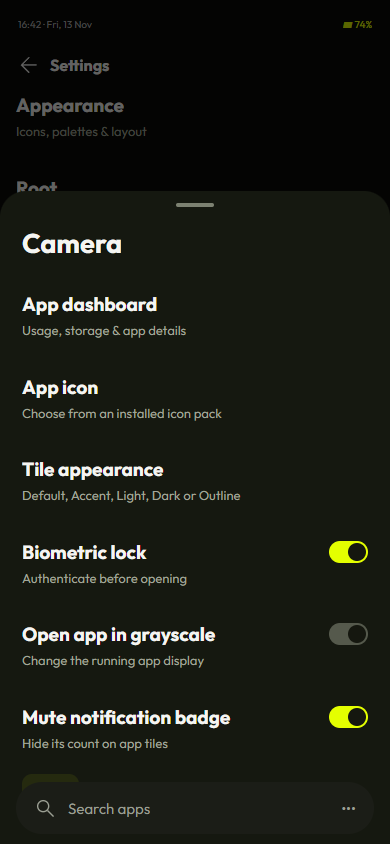 16:42 · Fri, 13 Nov
74%
Settings
Appearance
Icons, palettes & layout
Root
Camera
App dashboard
Usage, storage & app details
App icon
Choose from an installed icon pack
Tile appearance
Default, Accent, Light, Dark or Outline
Biometric lock
Authenticate before opening
Open app in grayscale
Change the running app display
Mute notification badge
Hide its count on app tiles
Search apps